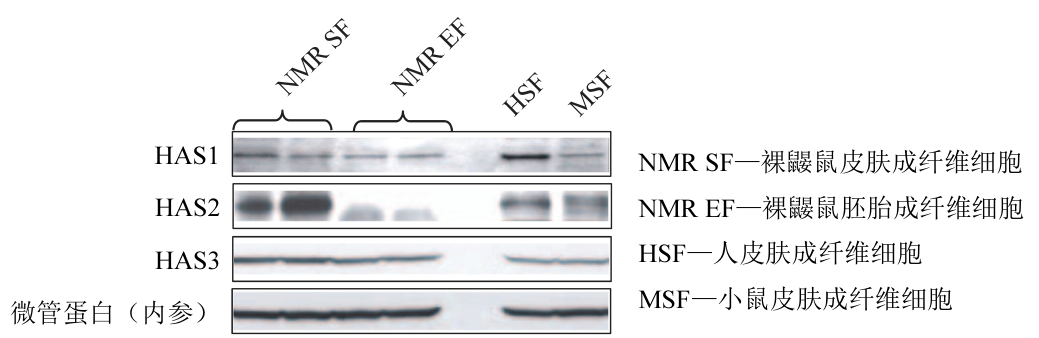 NMR SF
NMR EF
HSF
MSF
HAS1
HAS2
HAS3
微管蛋白（内参）
NMR SF—裸鼹鼠皮肤成纤维细胞
NMR EF—裸鼹鼠胚胎成纤维细胞
HSF—人皮肤成纤维细胞
MSF—小鼠皮肤成纤维细胞